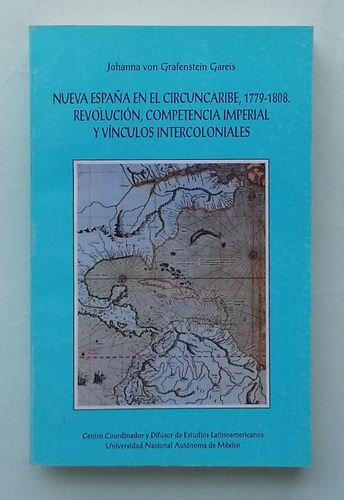 Johanna von Grafenstein Gareis
NUEVA ESPAÑA EN EL CIRCUNCARIBE, 1779-1808.
REVOLUCIÓN, COMPETENCIA IMPERIAL
Y VÍNCULOS INTERCOLONIALES
Centro Coordinador y Difusor de Estudios Latinoamericanos
Universidad Nacional Autónoma de México